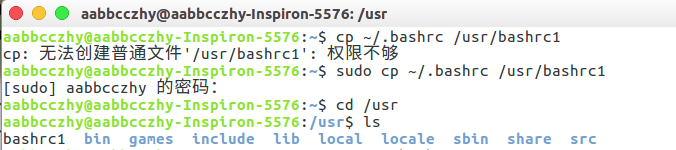 aabbcczhy@aabbcczhy-Inspiron-5576: /usr
aabbcczhy@aabbcczhy-Inspiron-5576:~$ cp ~/.bashrc /usr/bashrc1
cp: 无法创建普通文件'/usr/bashrc1': 权限不够
aabbcczhy@aabbcczhy-Inspiron-5576:~$ sudo cp ~/.bashrc /usr/bashrc1
[sudo] aabbcczhy 的密码：
aabbcczhy@aabbcczhy-Inspiron-5576:~$ cd /usr
aabbcczhy@aabbcczhy-Inspiron-5576:/usr$ ls
bashrc1 bin games include lib local locale sbin share src